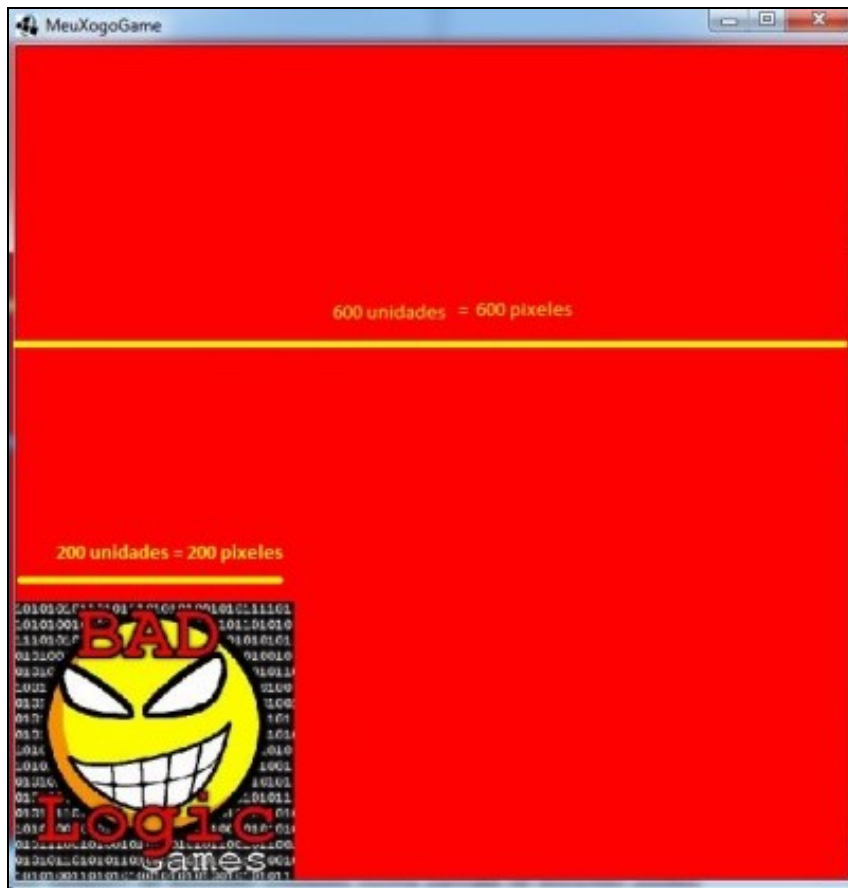 MeuXogoGame
600 unidades = 600 pixeles
200 unidades = 200 pixeles
BAD
Logic
Games